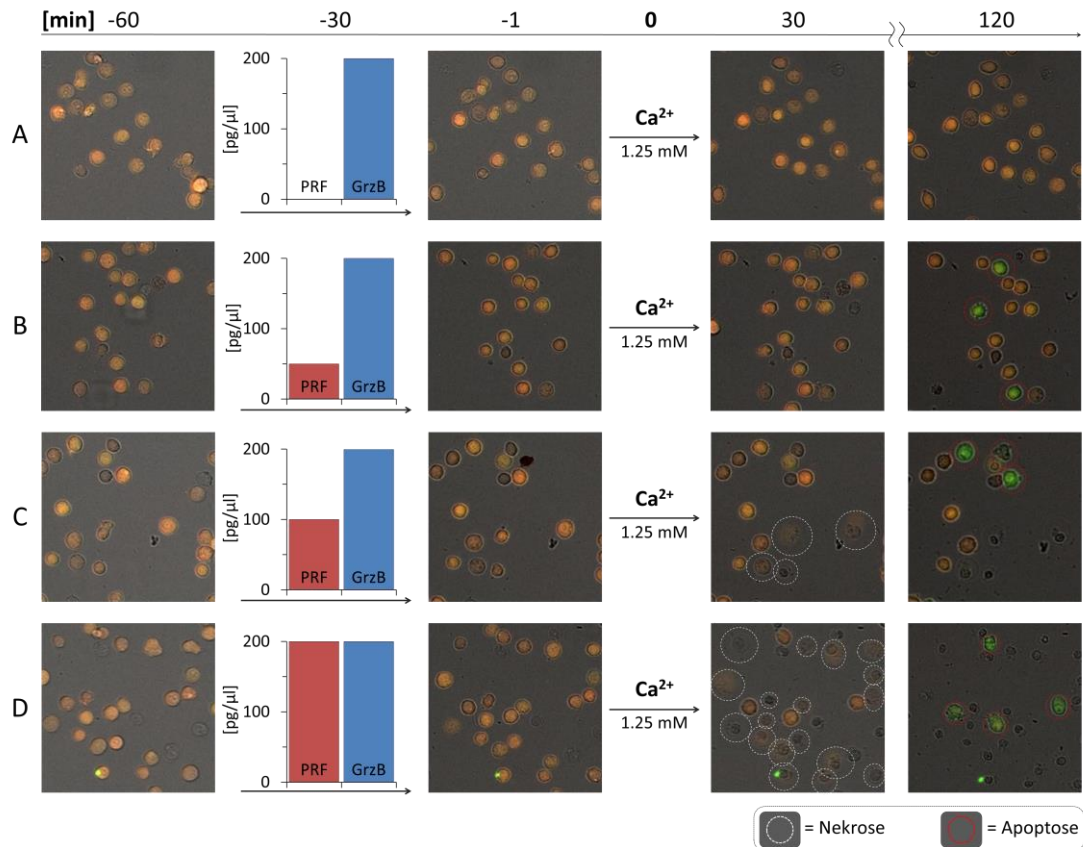 [min] -60 -30 -1 0 30 120
A
[pg/µl]
200
100
0
PRF GrzB
Ca²⁺
1.25 mM
B
[pg/µl]
200
100
0
PRF GrzB
Ca²⁺
1.25 mM
C
[pg/µl]
200
100
0
PRF GrzB
Ca²⁺
1.25 mM
D
[pg/µl]
200
100
0
PRF GrzB
Ca²⁺
1.25 mM
= Nekrose = Apoptose